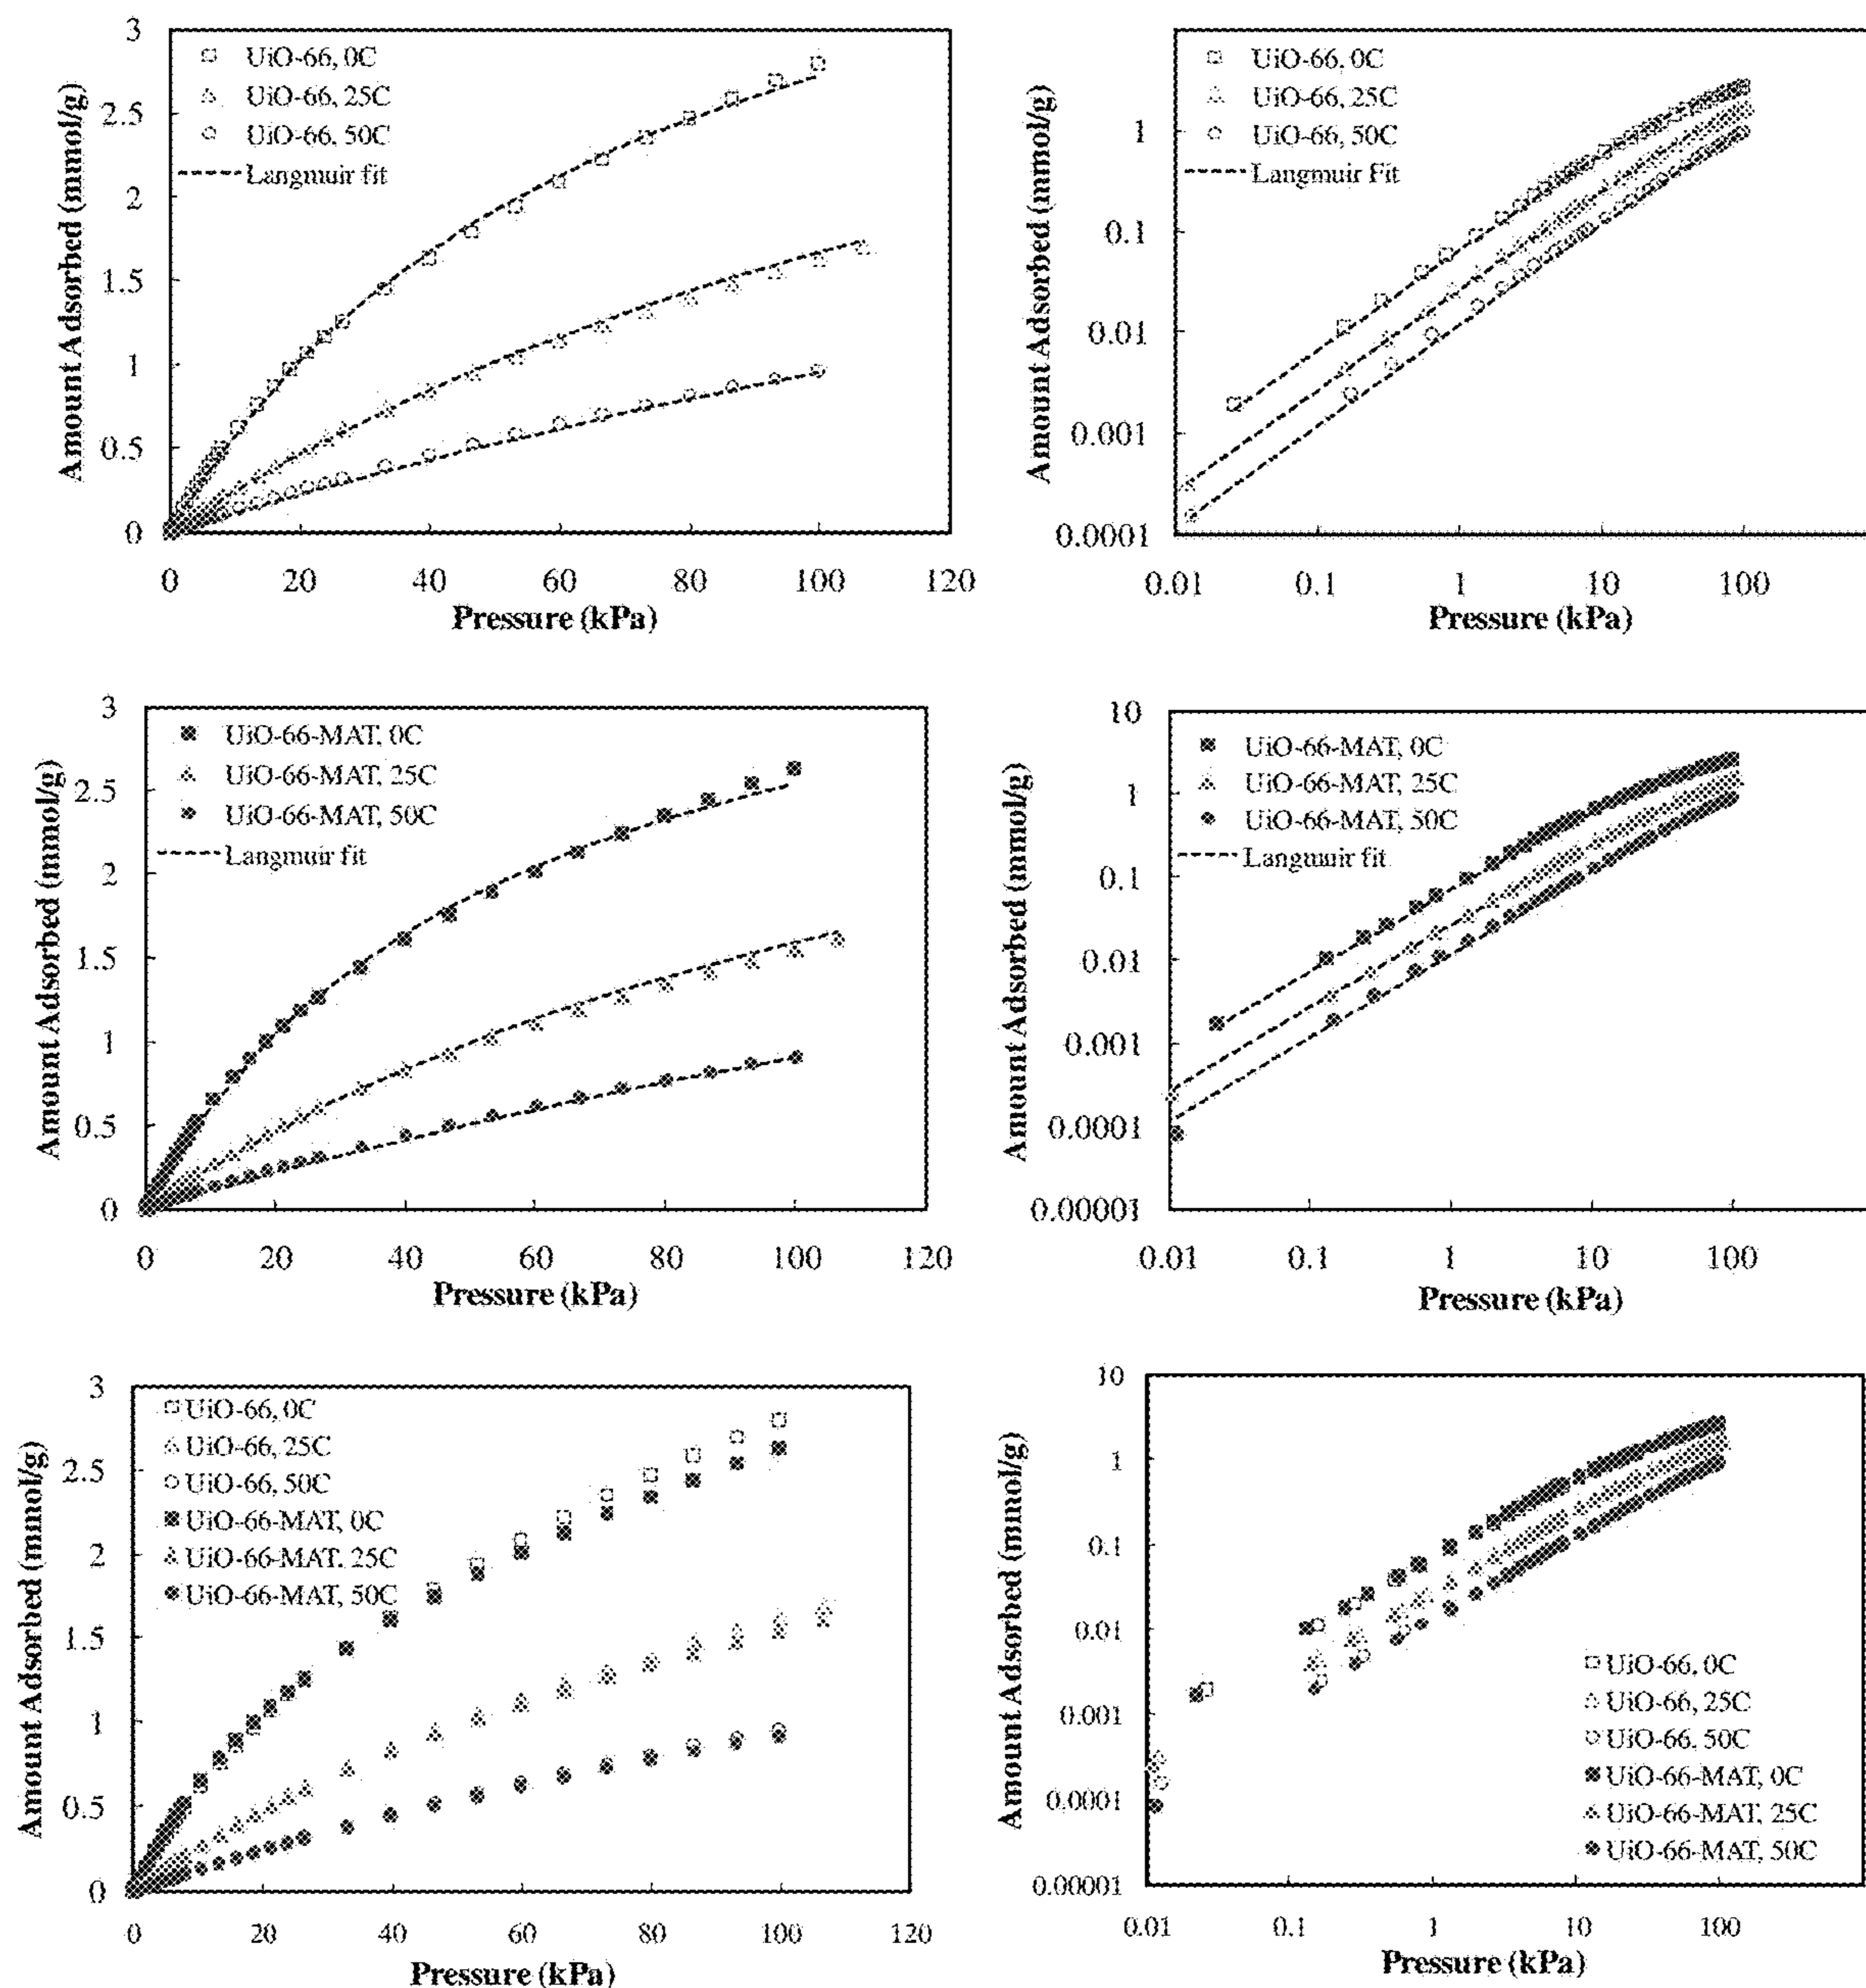 3
2.5
2
1.5
1
0.5
0
Amount Adsorbed (mmol/g)
UiO-66, 0C
UiO-66, 25C
UiO-66, 50C
Langmuir fit
0 20 40 60 80 100 120
Pressure (kPa)
1
0.1
0.01
0.001
0.0001
Amount Adsorbed (mmol/g)
UiO-66, 0C
UiO-66, 25C
UiO-66, 50C
Langmuir Fit
0.01 0.1 1 10 100
Pressure (kPa)
3
2.5
2
1.5
1
0.5
0
Amount Adsorbed (mmol/g)
UiO-66-MAT, 0C
UiO-66-MAT, 25C
UiO-66-MAT, 50C
Langmuir fit
0 20 40 60 80 100 120
Pressure (kPa)
10
1
0.1
0.01
0.001
0.0001
0.00001
Amount Adsorbed (mmol/g)
UiO-66-MAT, 0C
UiO-66-MAT, 25C
UiO-66-MAT, 50C
Langmuir fit
0.01 0.1 1 10 100
Pressure (kPa)
3
2.5
2
1.5
1
0.5
0
Amount Adsorbed (mmol/g)
UiO-66, 0C
UiO-66, 25C
UiO-66, 50C
UiO-66-MAT, 0C
UiO-66-MAT, 25C
UiO-66-MAT, 50C
0 20 40 60 80 100 120
Pressure (kPa)
10
1
0.1
0.01
0.001
0.0001
0.00001
Amount Adsorbed (mmol/g)
UiO-66, 0C
UiO-66, 25C
UiO-66, 50C
UiO-66-MAT, 0C
UiO-66-MAT, 25C
UiO-66-MAT, 50C
0.01 0.1 1 10 100
Pressure (kPa)